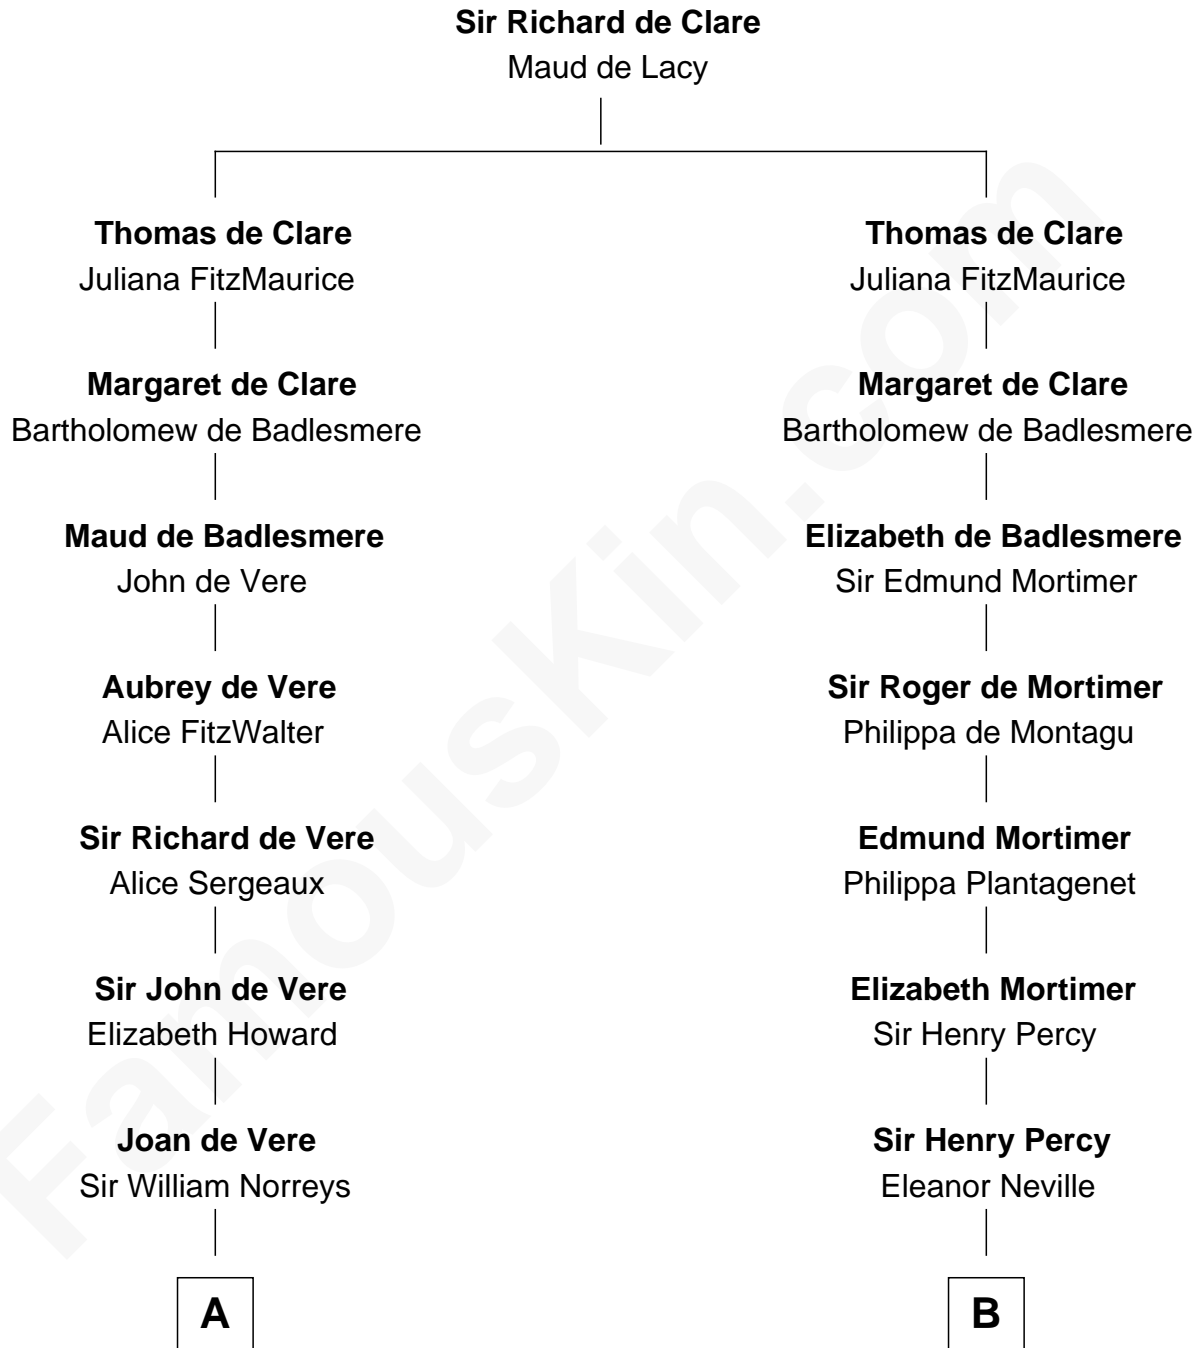 Sir Richard de Clare
Maud de Lacy
Thomas de Clare
Juliana FitzMaurice
Margaret de Clare
Bartholomew de Badlesmere
Maud de Badlesmere
John de Vere
Aubrey de Vere
Alice FitzWalter
Sir Richard de Vere
Alice Sergeaux
Sir John de Vere
Elizabeth Howard
Joan de Vere
Sir William Norreys
A
Thomas de Clare
Juliana FitzMaurice
Margaret de Clare
Bartholomew de Badlesmere
Elizabeth de Badlesmere
Sir Edmund Mortimer
Sir Roger de Mortimer
Philippa de Montagu
Edmund Mortimer
Philippa Plantagenet
Elizabeth Mortimer
Sir Henry Percy
Sir Henry Percy
Eleanor Neville
B
FamousKin.com